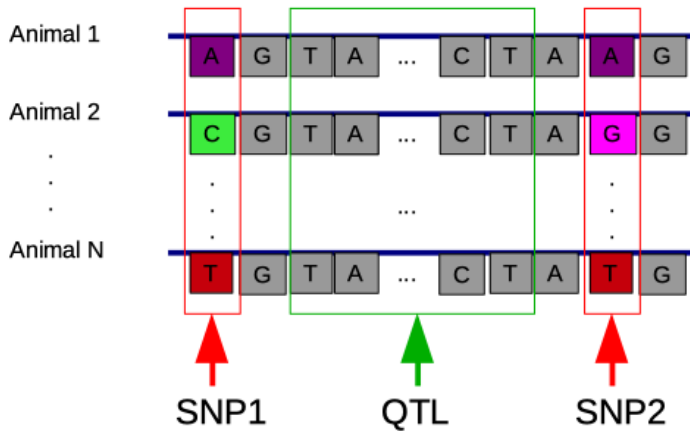 Animal 1
A G T A ... C T A A G
Animal 2
C G T A ... C T A G G
...
Animal N
T G T A ... C T A T G
SNP1 QTL SNP2